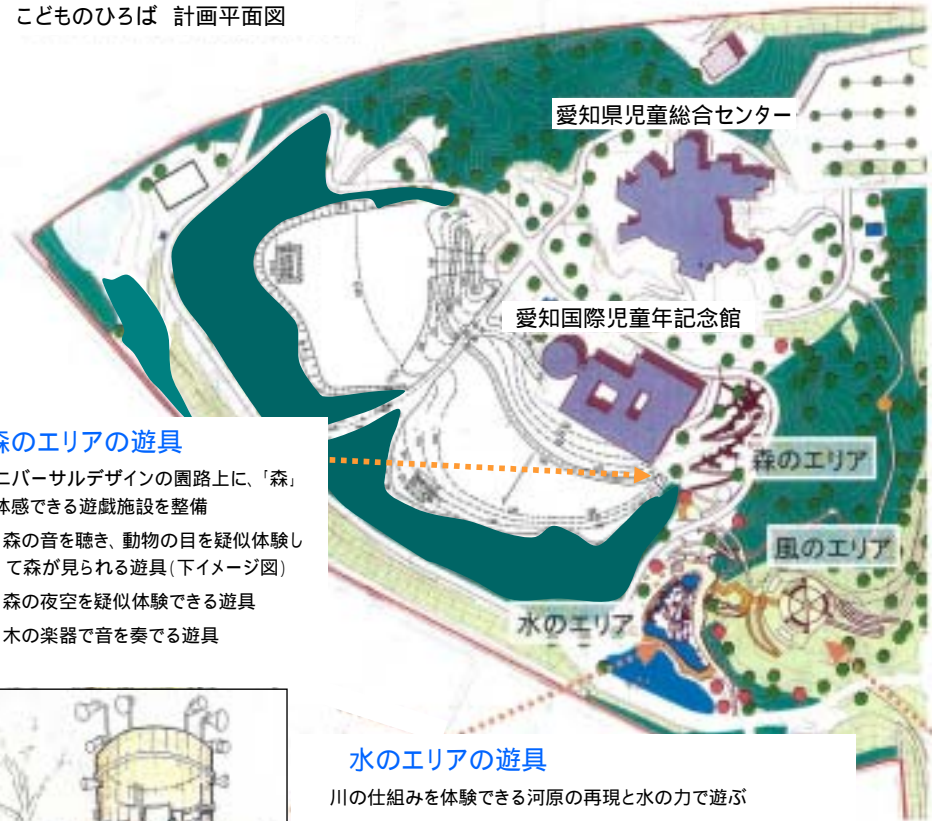 こどものひろば 計画平面図
愛知県児童総合センター
愛知国際児童年記念館
森のエリア
風のエリア
水のエリア
森のエリアの遊具
ニバーサルデザインの園路上に、「森」
体感できる遊戯施設を整備
森の音を聴き、動物の目を疑似体験し
て森が見られる遊具(下イメージ図)
森の夜空を疑似体験できる遊具
木の楽器で音を奏でる遊具
水のエリアの遊具
川の仕組みを体験できる河原の再現と水の力で遊ぶ